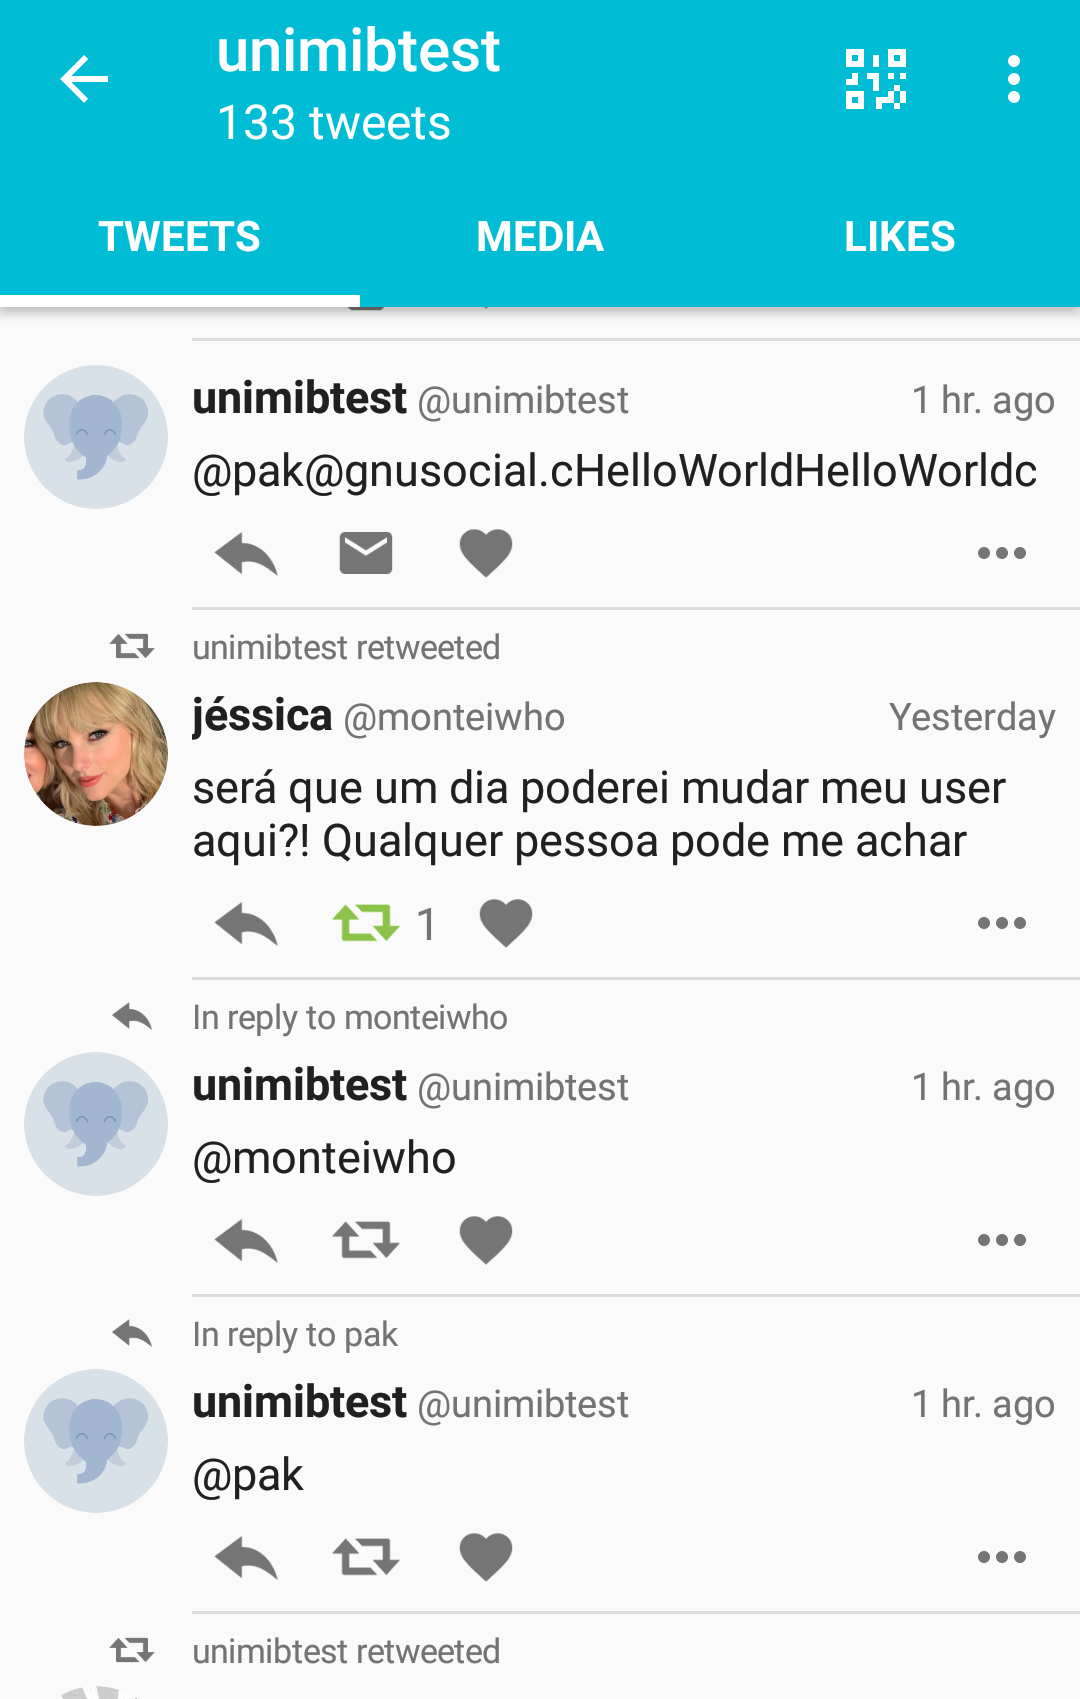 unimibtest
133 tweets
TWEETS MEDIA LIKES
unimibtest @unimibtest 1 hr. ago
@pak@gnusocial.cHelloWorldHelloWorldc
unimibtest retweeted
jéssica @monteiwho Yesterday
será que um dia poderei mudar meu user
aqui?! Qualquer pessoa pode me achar
1
In reply to monteiwho
unimibtest @unimibtest 1 hr. ago
@monteiwho
In reply to pak
unimibtest @unimibtest 1 hr. ago
@pak
unimibtest retweeted